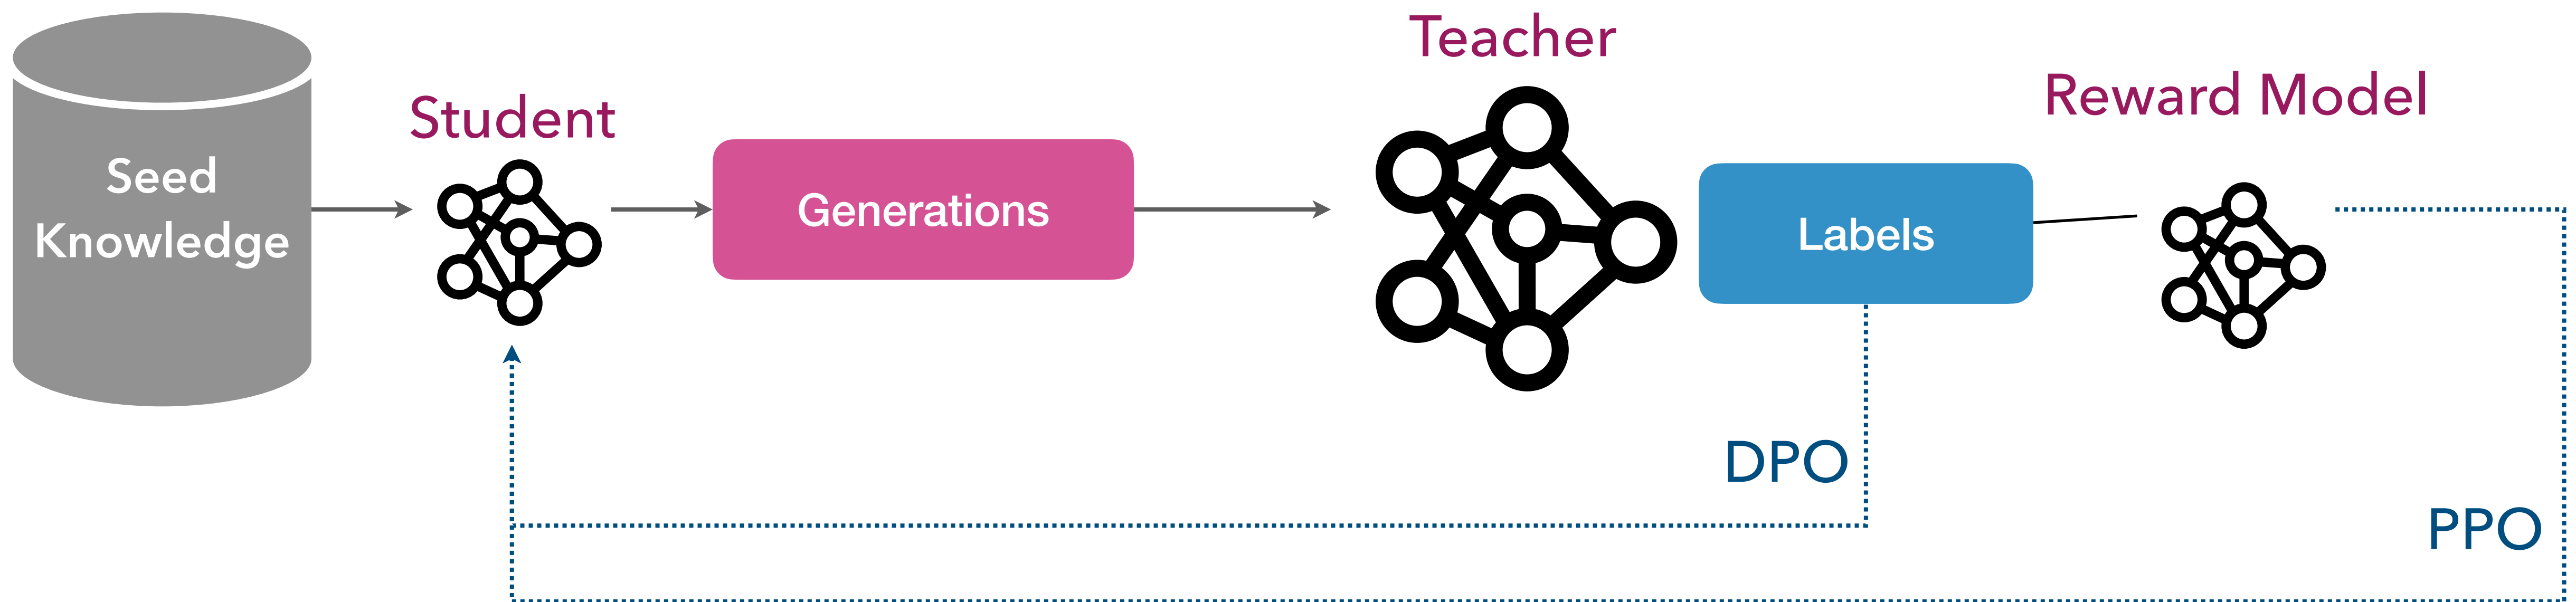 Seed
Knowledge
Student
Generations
Teacher
Labels
Reward Model
DPO
PPO